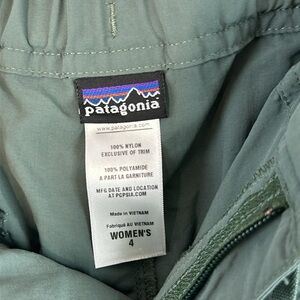 patagonia
www.patagonia.com
100% NYLON
EXCLUSIVE OF TRIM
100% POLYAMIDE
A PART LA GARNITURE
MFG DATE AND LOCATION
AT PGPSIA.COM
Made in VIETNAM
Fabriqué AU VIETNAM
WOMEN'S
4